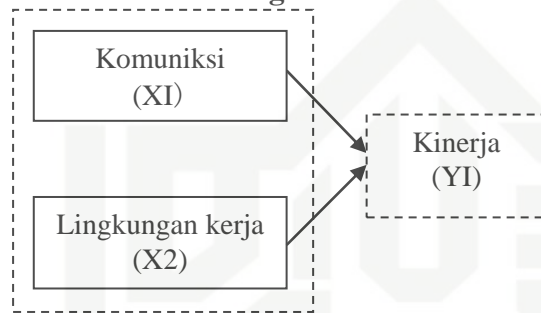 Komuniksi
(XI)
Kinerja
(YI)
Lingkungan kerja
(X2)